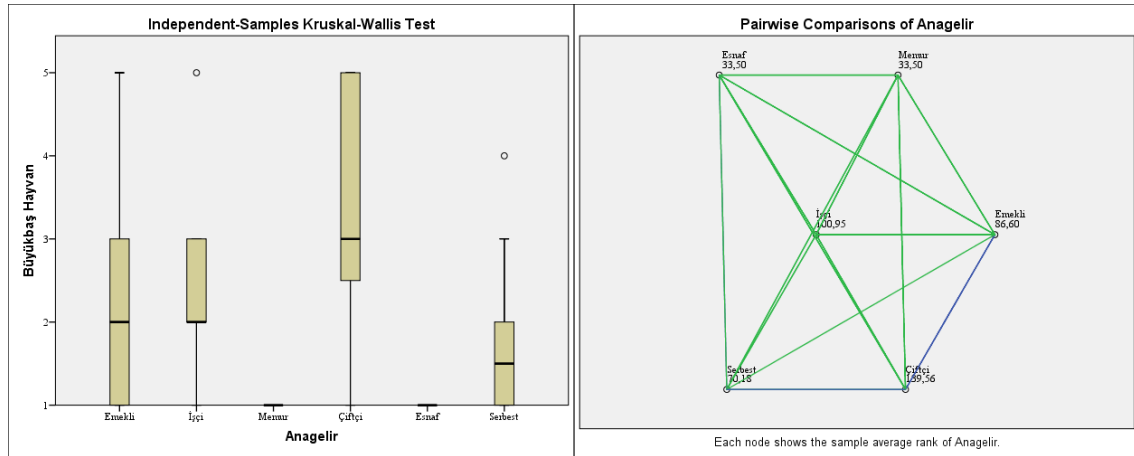 Independent-Samples Kruskal-Wallis Test
Büyükbaş Hayvan
5
4
3
2
1
Emekli İşçi Memur Çiftçi Esnaf Serbest
Anagelir
Pairwise Comparisons of Anagelir
Esnaf
33,50
Memur
33,50
İşçi
100,95
Emekli
86,60
Serbest
70,18
Çiftçi
139,56
Each node shows the sample average rank of Anagelir.